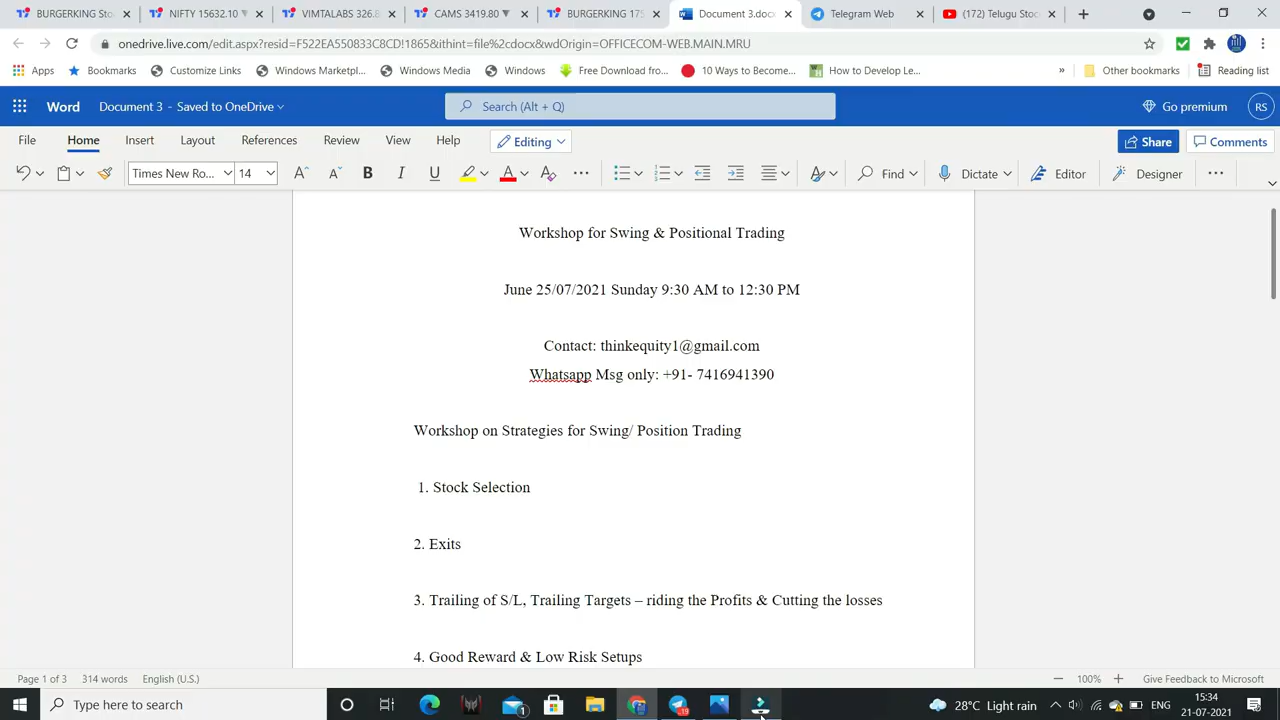 BURGERKING Stoc
NIFTY 15632.10 ▼
VIMTALABS 326.8
CAMS 3419.80 ▼
BURGERKING 175
Document 3.docx
Telegram Web
(172) Telugu Stoc
onedrive.live.com/edit.aspx?resid=F522EA550833C8CD!1865&ithint=file%2cdocx&wdOrigin=OFFICECOM-WEB.MAIN.MRU
Apps
Bookmarks
Customize Links
Windows Marketpl...
Windows Media
Windows
Free Download fro...
10 Ways to Become...
How to Develop Le...
»
Other bookmarks
Reading list
Word
Document 3 - Saved to OneDrive
Search (Alt + Q)
Go premium
RS
File
Home
Insert
Layout
References
Review
View
Help
Editing
Share
Comments
Times New Ro...
14
Find
Dictate
Editor
Designer
Workshop for Swing & Positional Trading
June 25/07/2021 Sunday 9:30 AM to 12:30 PM
Contact: thinkequity1@gmail.com
Whatsapp Msg only: +91- 7416941390
Workshop on Strategies for Swing/ Position Trading
1. Stock Selection
2. Exits
3. Trailing of S/L, Trailing Targets – riding the Profits & Cutting the losses
4. Good Reward & Low Risk Setups
Page 1 of 3
314 words
English (U.S.)
100%
Give Feedback to Microsoft
Type here to search
1
19
28°C Light rain
ENG
15:34
21-07-2021